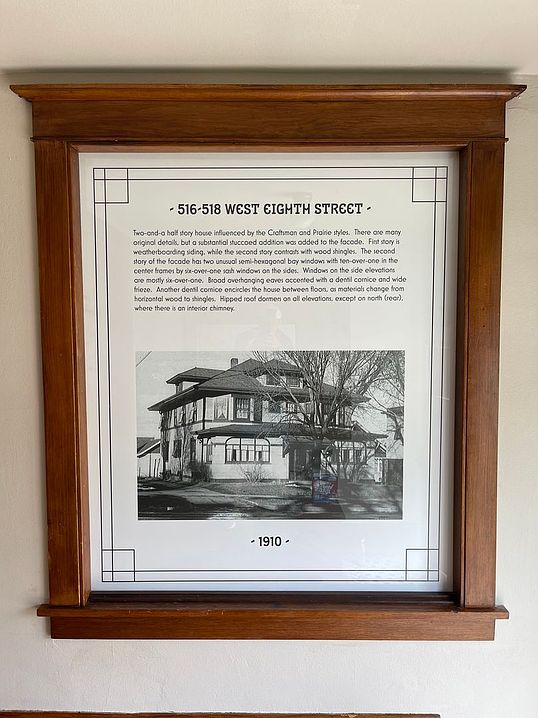 - 516-518 WEST EIGHTH STREET -
Two-and-a half story house influenced by the Craftsman and Prairie styles. There are many
original details, but a substantial stuccoed addition was added to the facade. First story is
weatherboarding siding, while the second story contrasts with wood shingles. The second
story of the facade has two unusual semi-hexagonal bay windows with ten-over-one in the
center frames by six-over-one sash windows on the sides. Windows on the side elevations
are mostly six-over-one. Broad overhanging eaves accented with a dentil cornice and wide
frieze. Another dentil cornice encircles the house between floors, as materials change from
horizontal wood to shingles. Hipped roof dormers on all elevations, except on north (rear),
where there is an interior chimney.
- 1910 -